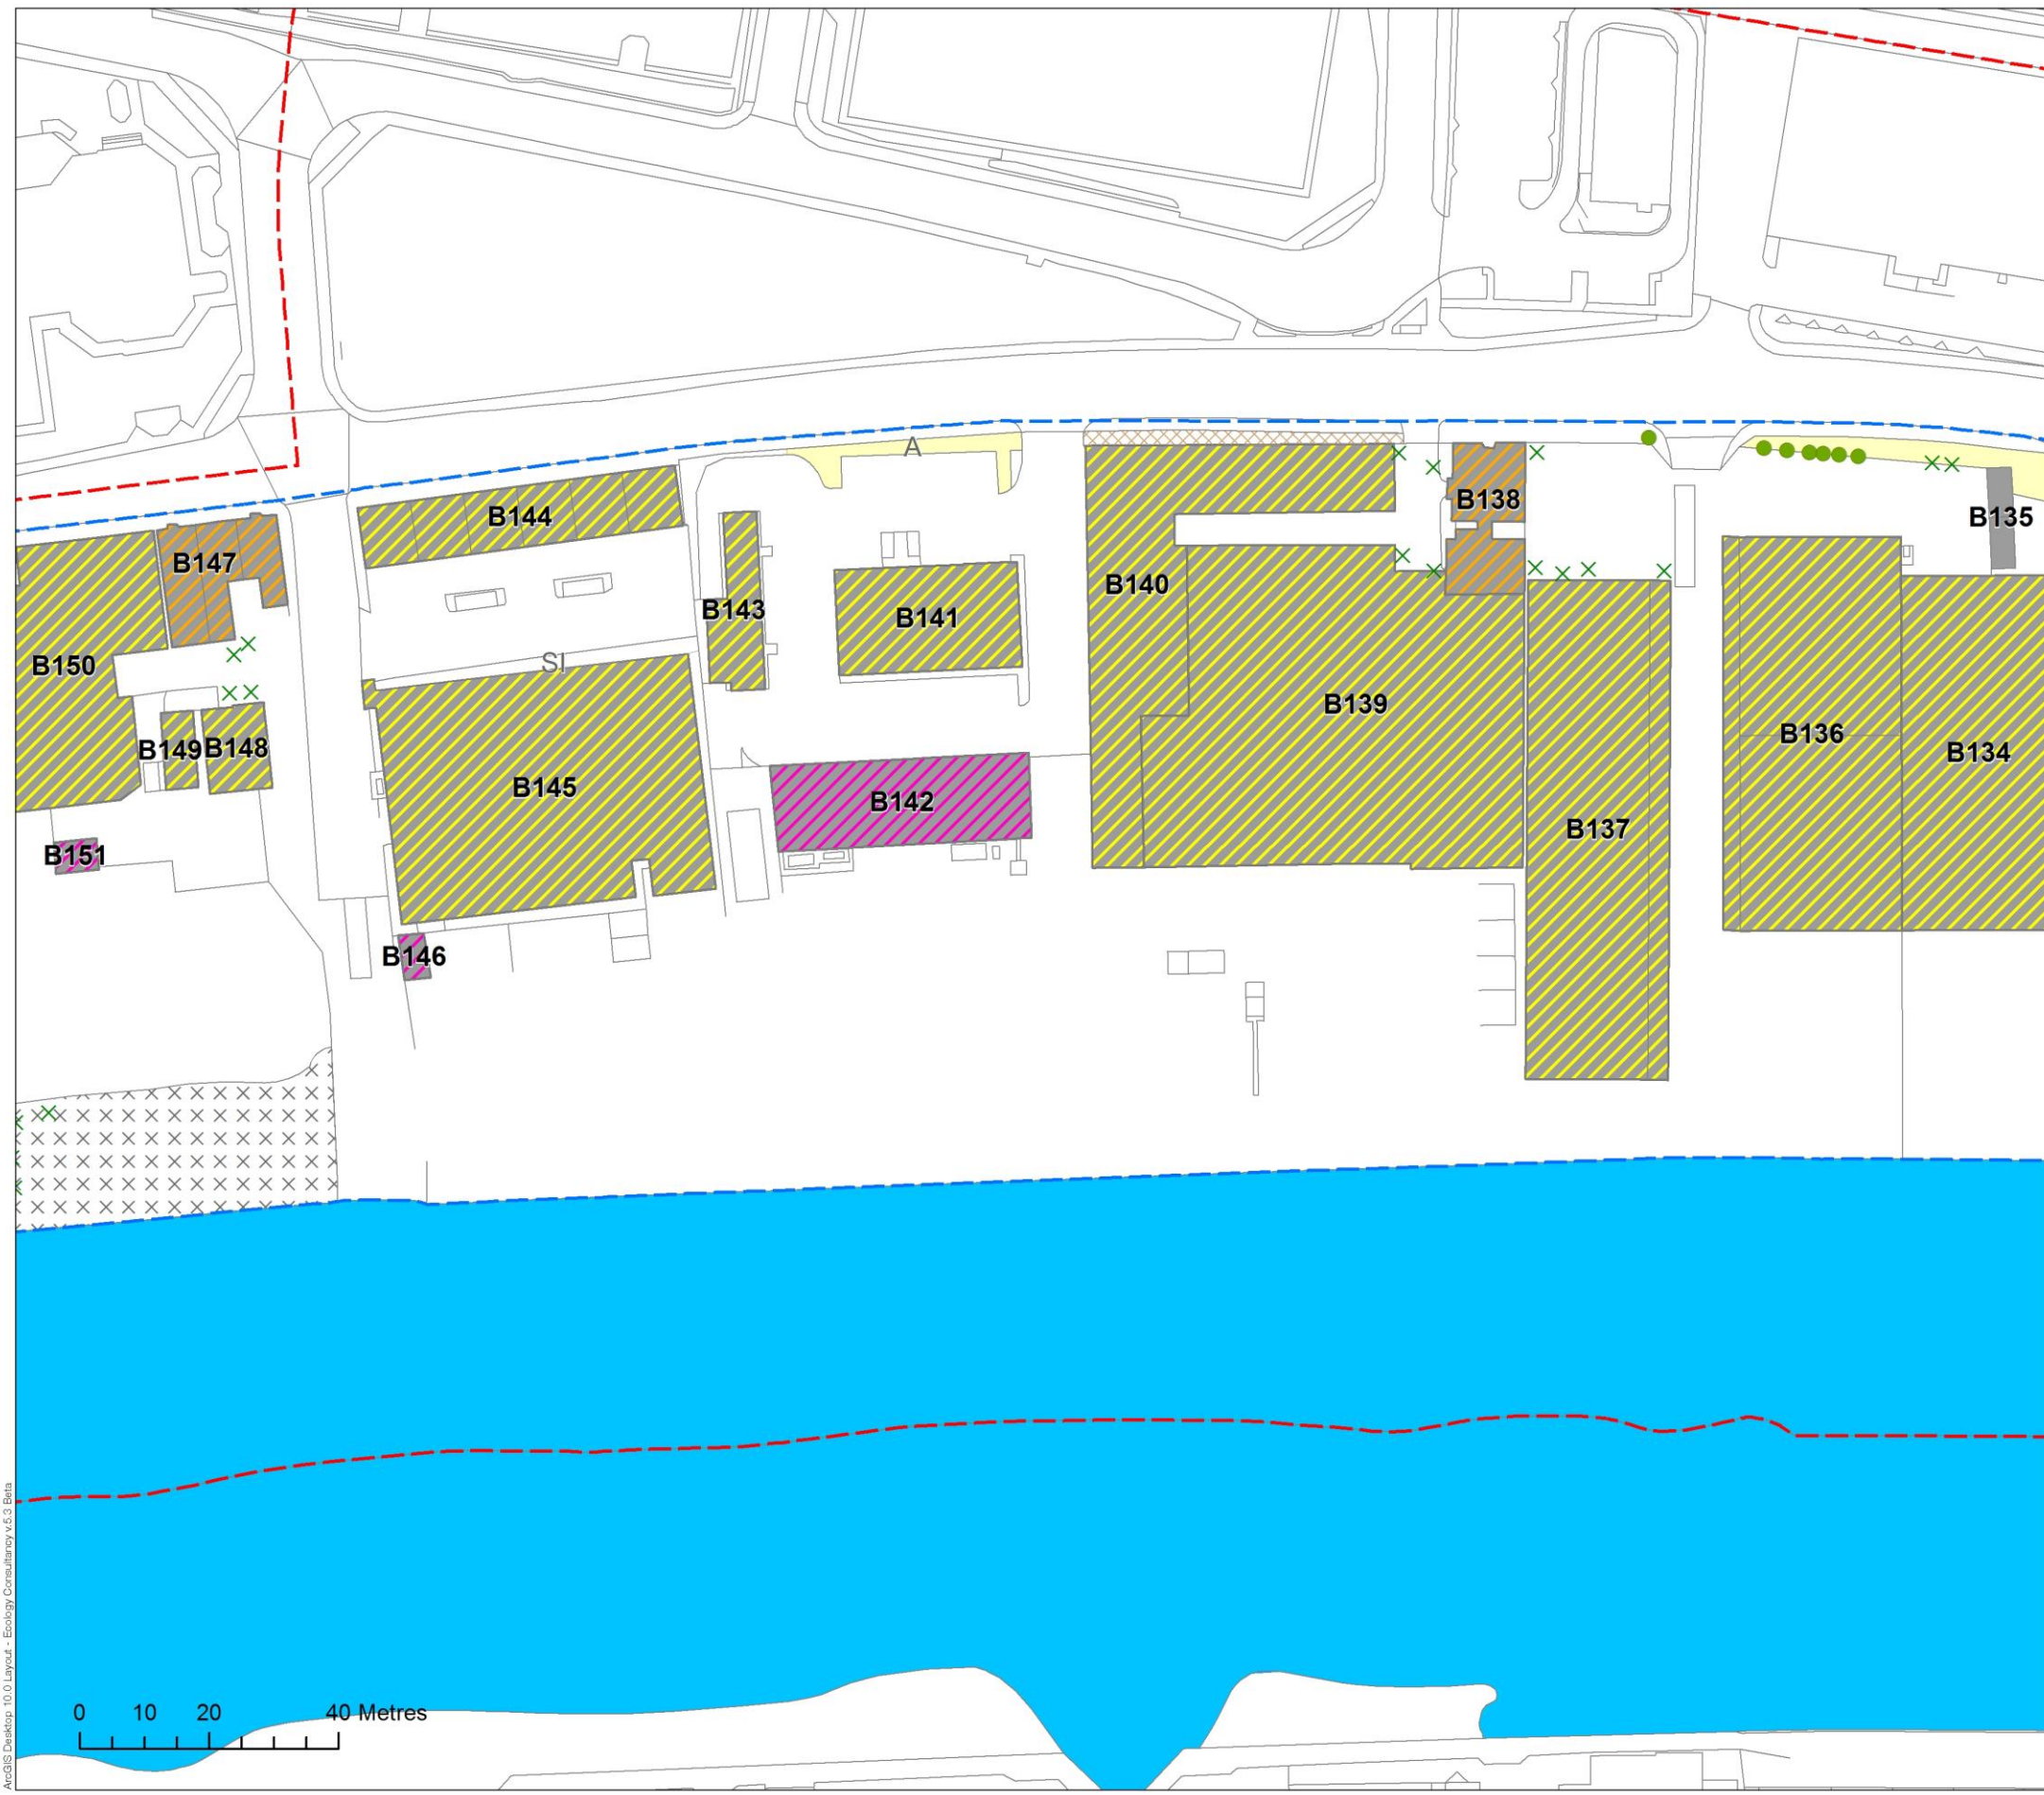 A
B138
B144
B135
B147
B140
B143
B141
SI
B150
B139
B136
B149
B148
B134
B145
B142
B137
B151
B146
0 10 20 40 Metres
ArcGIS Desktop 10.0 Layout - Ecology Consultancy v.5.3 Beta